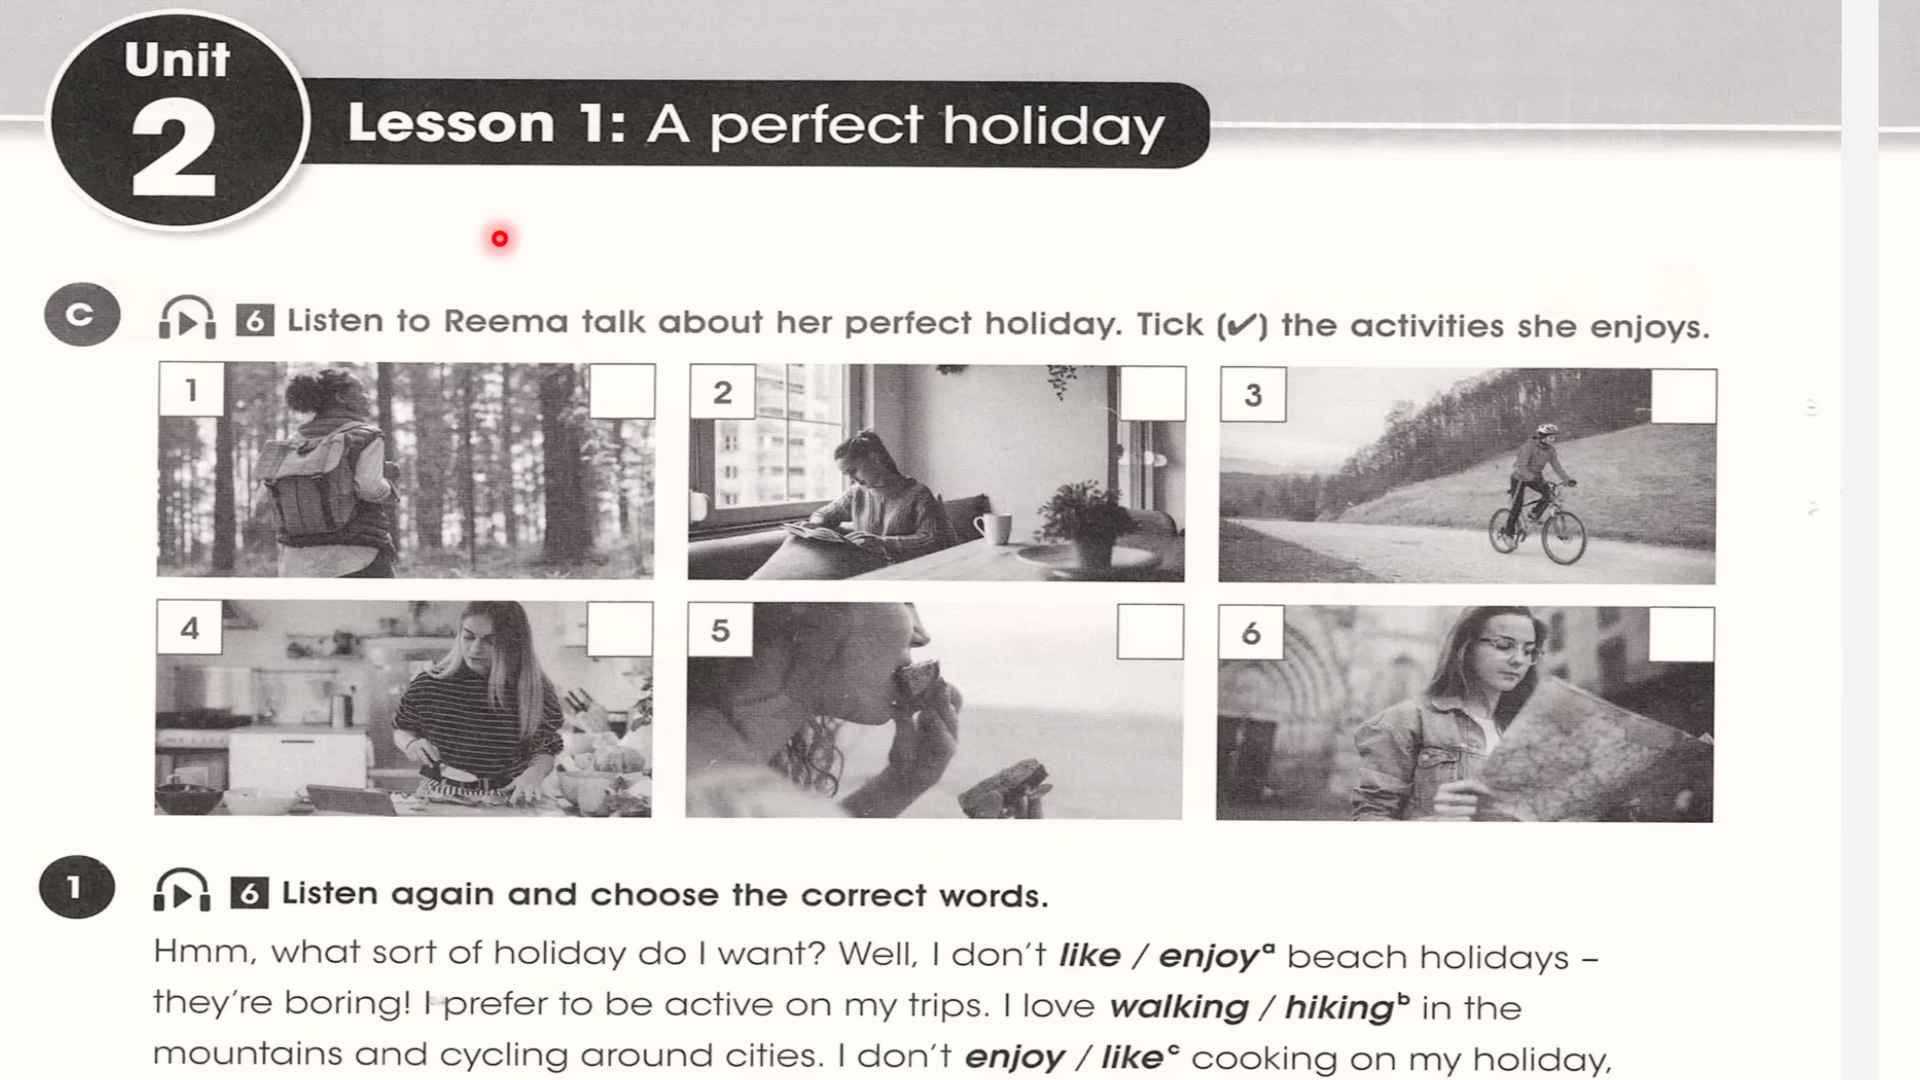 Unit
2
Lesson 1: A perfect holiday
C 6 Listen to Reema talk about her perfect holiday. Tick (✔) the activities she enjoys.
1 2 3
4 5 6
1 6 Listen again and choose the correct words.
Hmm, what sort of holiday do I want? Well, I don't like / enjoyᵃ beach holidays –
they're boring! I prefer to be active on my trips. I love walking / hikingᵇ in the
mountains and cycling around cities. I don't enjoy / likeᶜ cooking on my holiday,